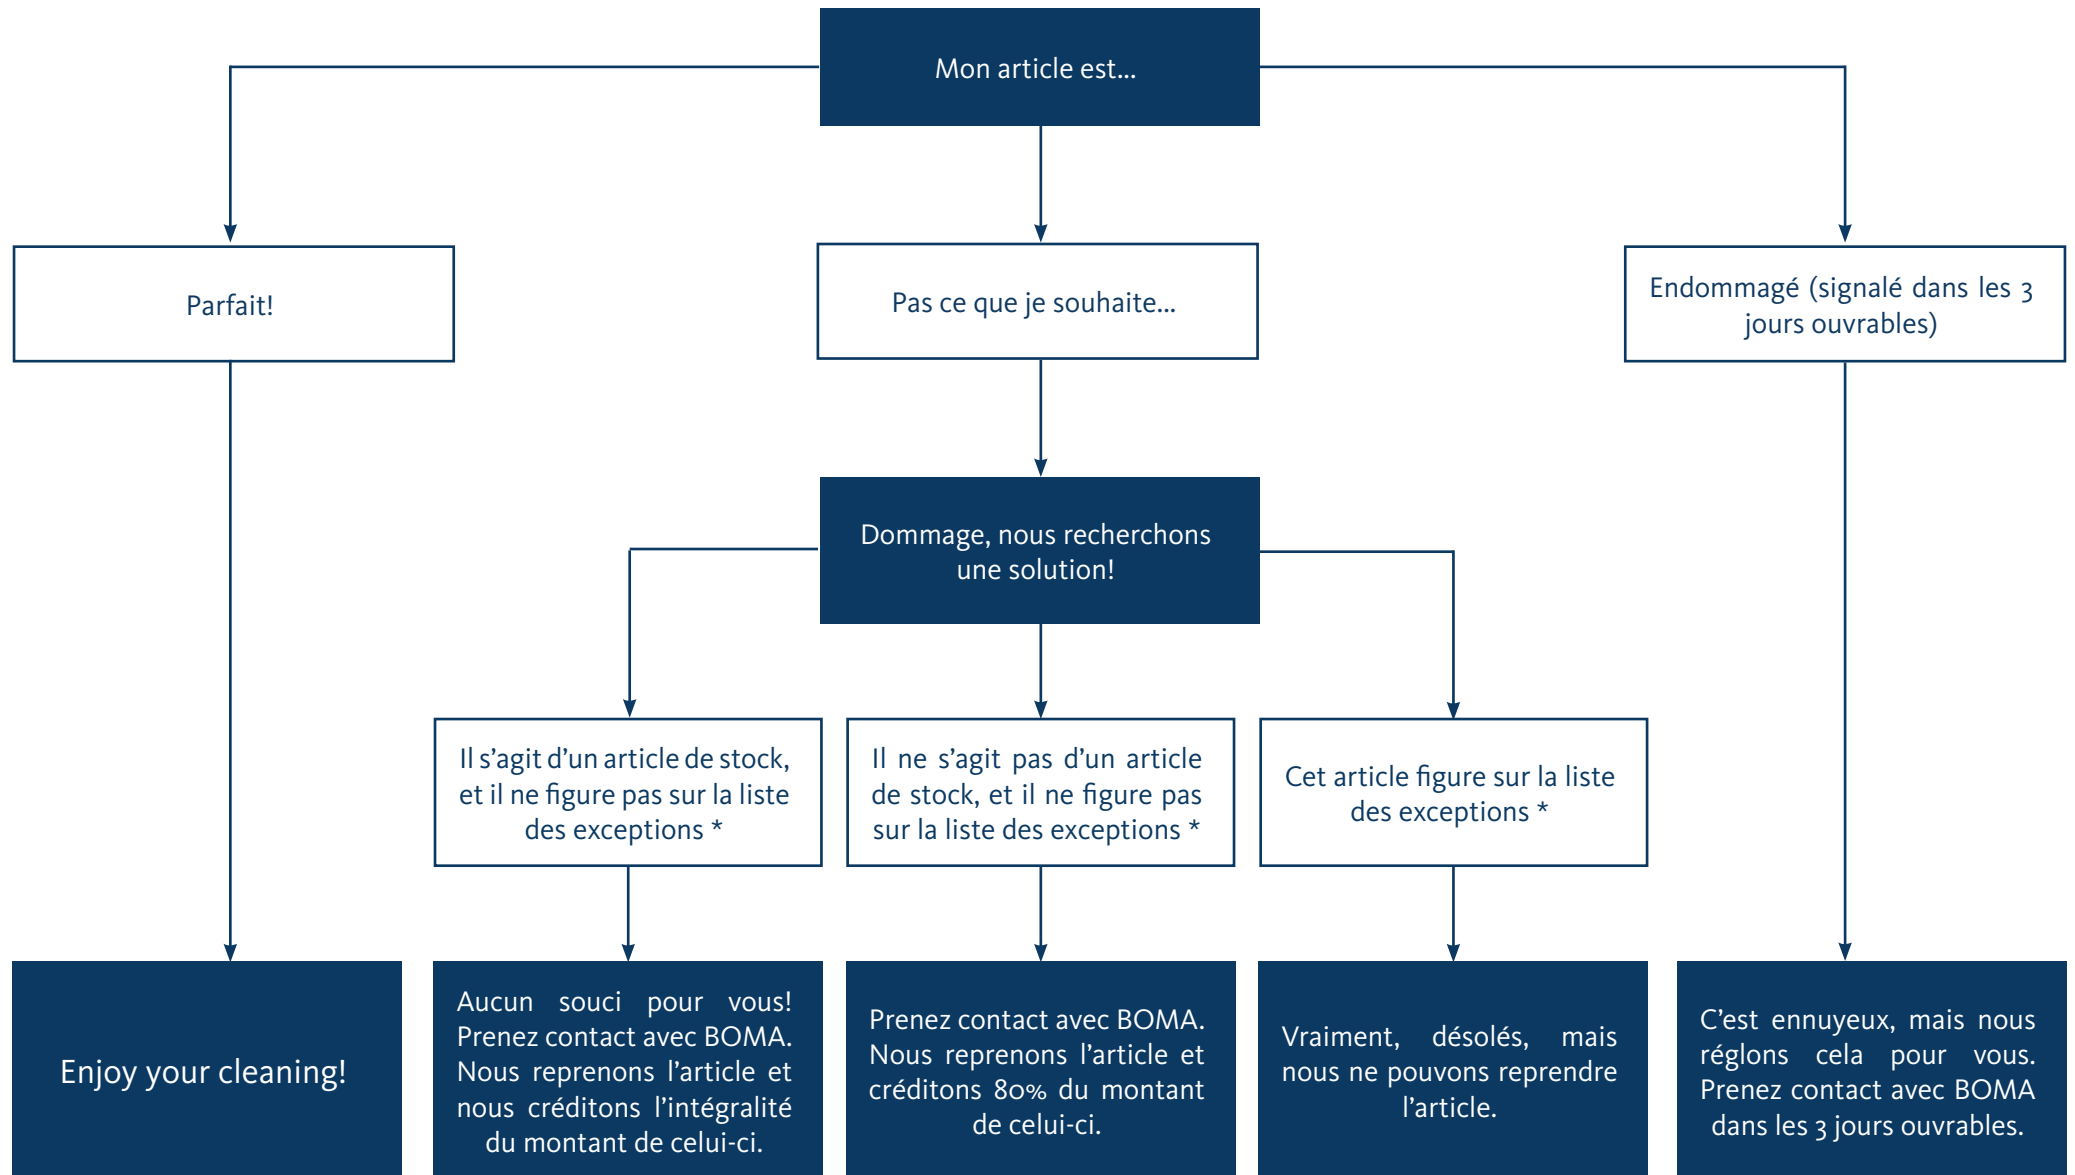 Mon article est...
Parfait!
Pas ce que je souhaite...
Endommagé (signalé dans les 3
jours ouvrables)
Dommage, nous recherchons
une solution!
Il s’agit d’un article de stock,
et il ne figure pas sur la liste
des exceptions *
Il ne s’agit pas d’un article
de stock, et il ne figure pas
sur la liste des exceptions *
Cet article figure sur la liste
des exceptions *
Enjoy your cleaning!
Aucun souci pour vous!
Prenez contact avec BOMA.
Nous reprenons l’article et
nous créditons l’intégralité
du montant de celui-ci.
Prenez contact avec BOMA.
Nous reprenons l’article et
créditons 80% du montant
de celui-ci.
Vraiment, désolés, mais
nous ne pouvons reprendre
l’article.
C’est ennuyeux, mais nous
réglons cela pour vous.
Prenez contact avec BOMA
dans les 3 jours ouvrables.